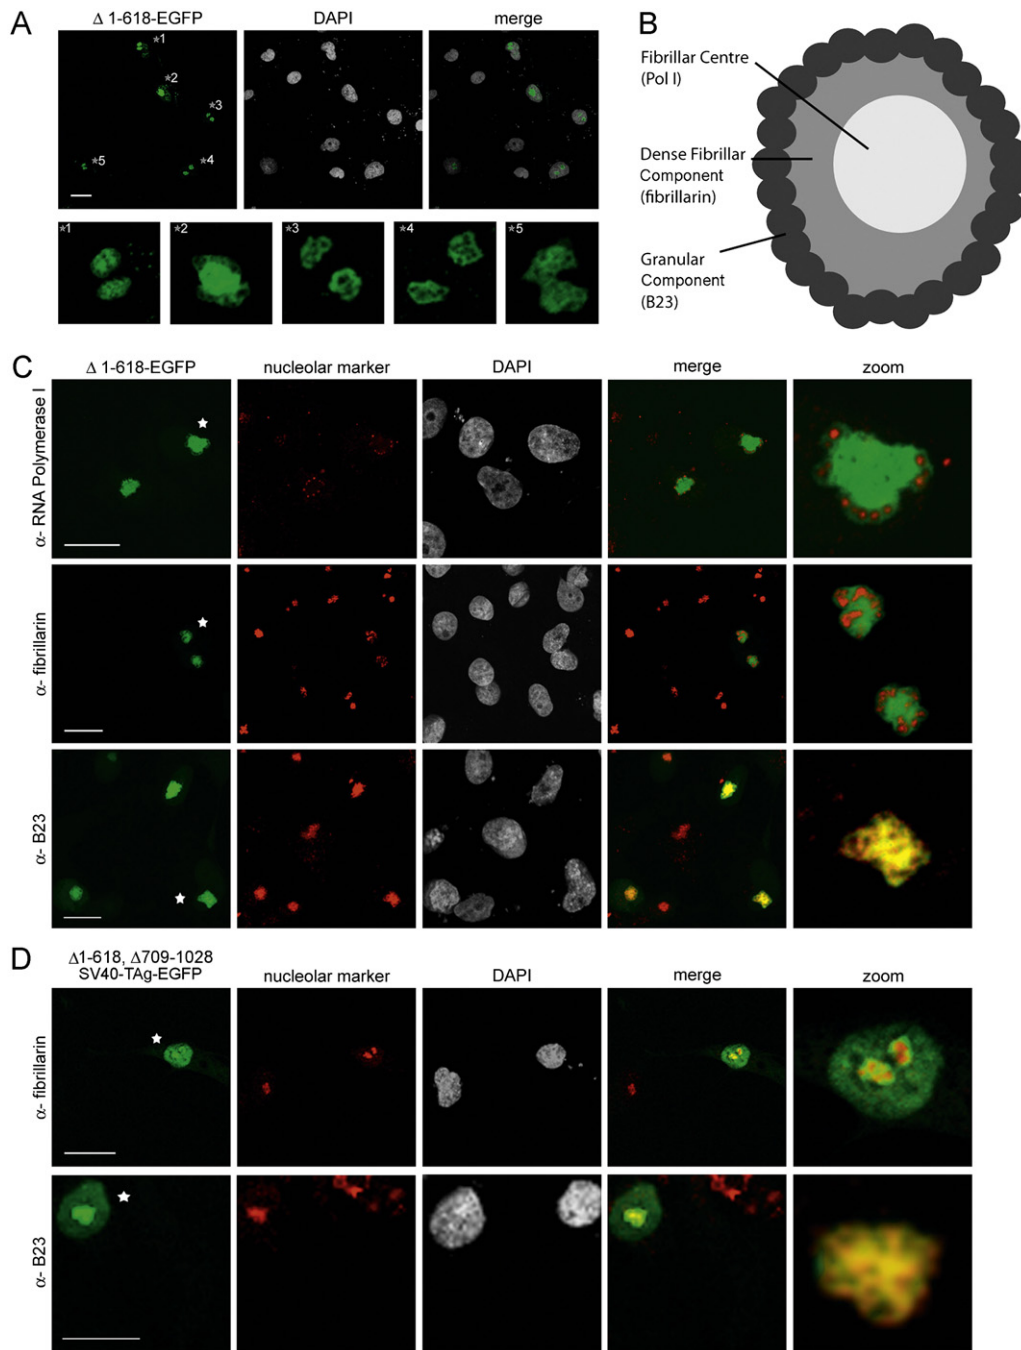 A
Δ 1-618-EGFP
DAPI
merge
*1
*2
*3
*5
*4
*1
*2
*3
*4
*5
B
Fibrillar Centre
(Pol I)
Dense Fibrillar
Component
(fibrillarin)
Granular
Component
(B23)
C
Δ 1-618-EGFP
nucleolar marker
DAPI
merge
zoom
α- RNA Polymerase I
α- fibrillarin
α- B23
D
Δ1-618, Δ709-1028
SV40-TAg-EGFP
nucleolar marker
DAPI
merge
zoom
α- fibrillarin
α- B23